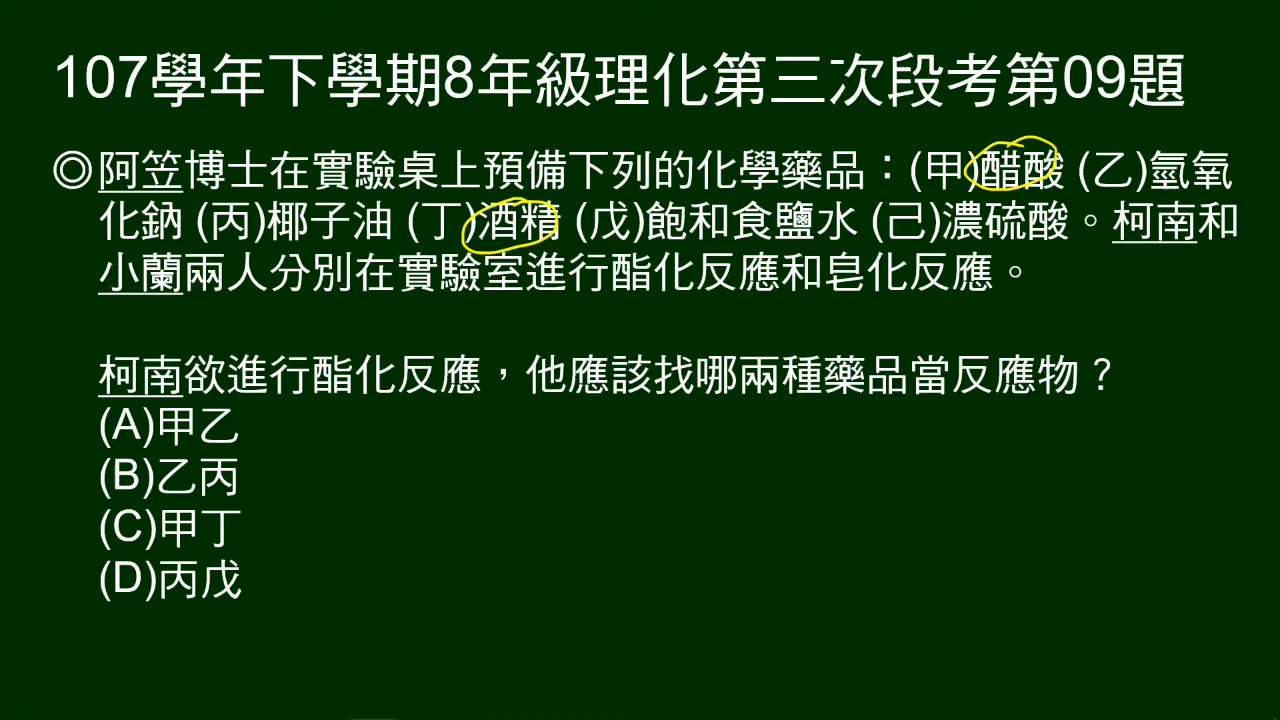 107學年下學期8年級理化第三次段考第09題
◎阿笠博士在實驗桌上預備下列的化學藥品：(甲)醋酸 (乙)氫氧
化鈉 (丙)椰子油 (丁)酒精 (戊)飽和食鹽水 (己)濃硫酸。柯南和
小蘭兩人分別在實驗室進行酯化反應和皂化反應。
柯南欲進行酯化反應，他應該找哪兩種藥品當反應物？
(A)甲乙
(B)乙丙
(C)甲丁
(D)丙戊